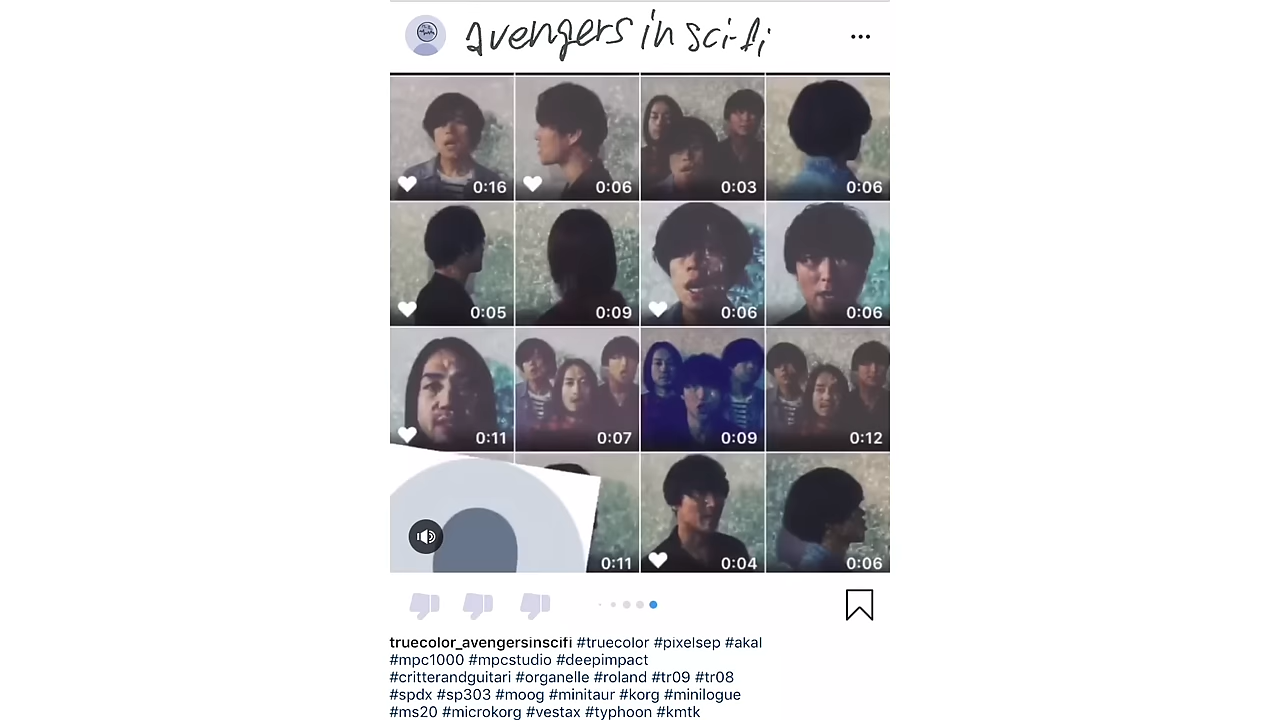 avengers in sci-fi
0:16 0:06 0:03 0:06
0:05 0:09 0:06 0:06
0:11 0:07 0:09 0:12
0:11 0:04 0:06
truecolor_avengersinscifi #truecolor #pixelsep #akal
#mpc1000 #mpcstudio #deepimpact
#critterandguitari #organelle #roland #tr09 #tr08
#spdx #sp303 #moog #minitaur #korg #minilogue
#ms20 #microkorg #vestax #typhoon #kmtk